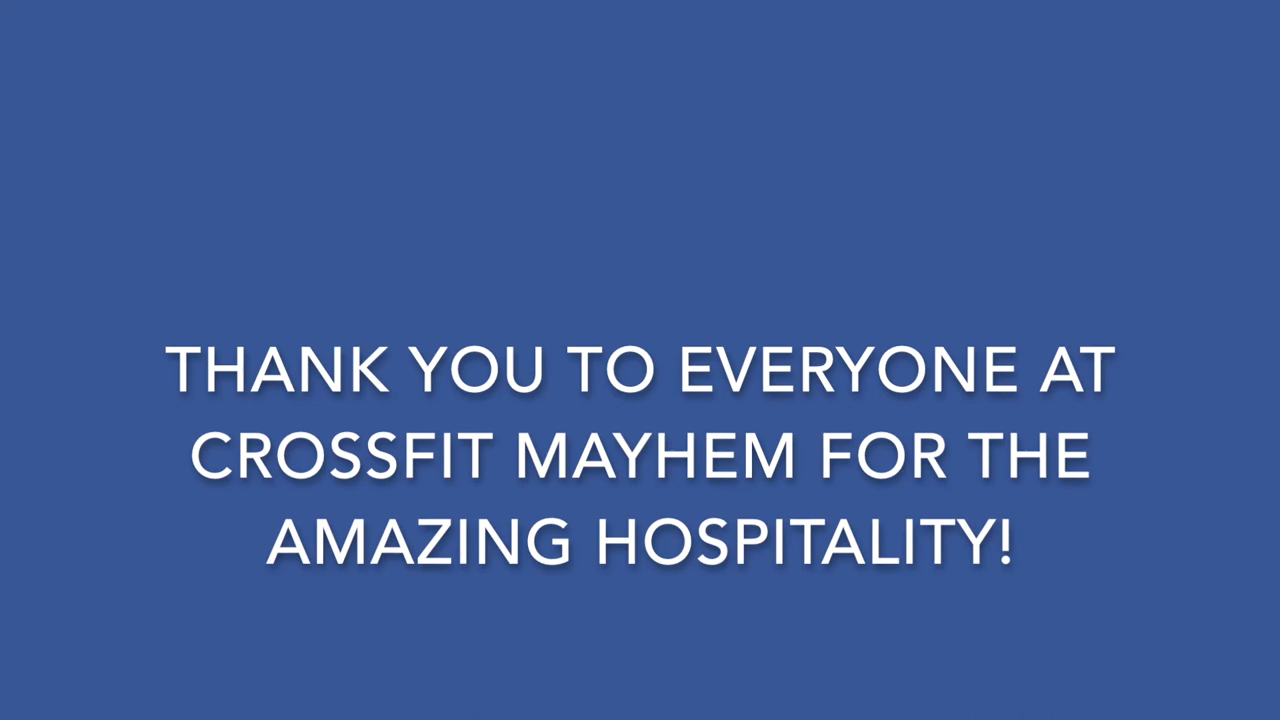 THANK YOU TO EVERYONE AT
CROSSFIT MAYHEM FOR THE
AMAZING HOSPITALITY!